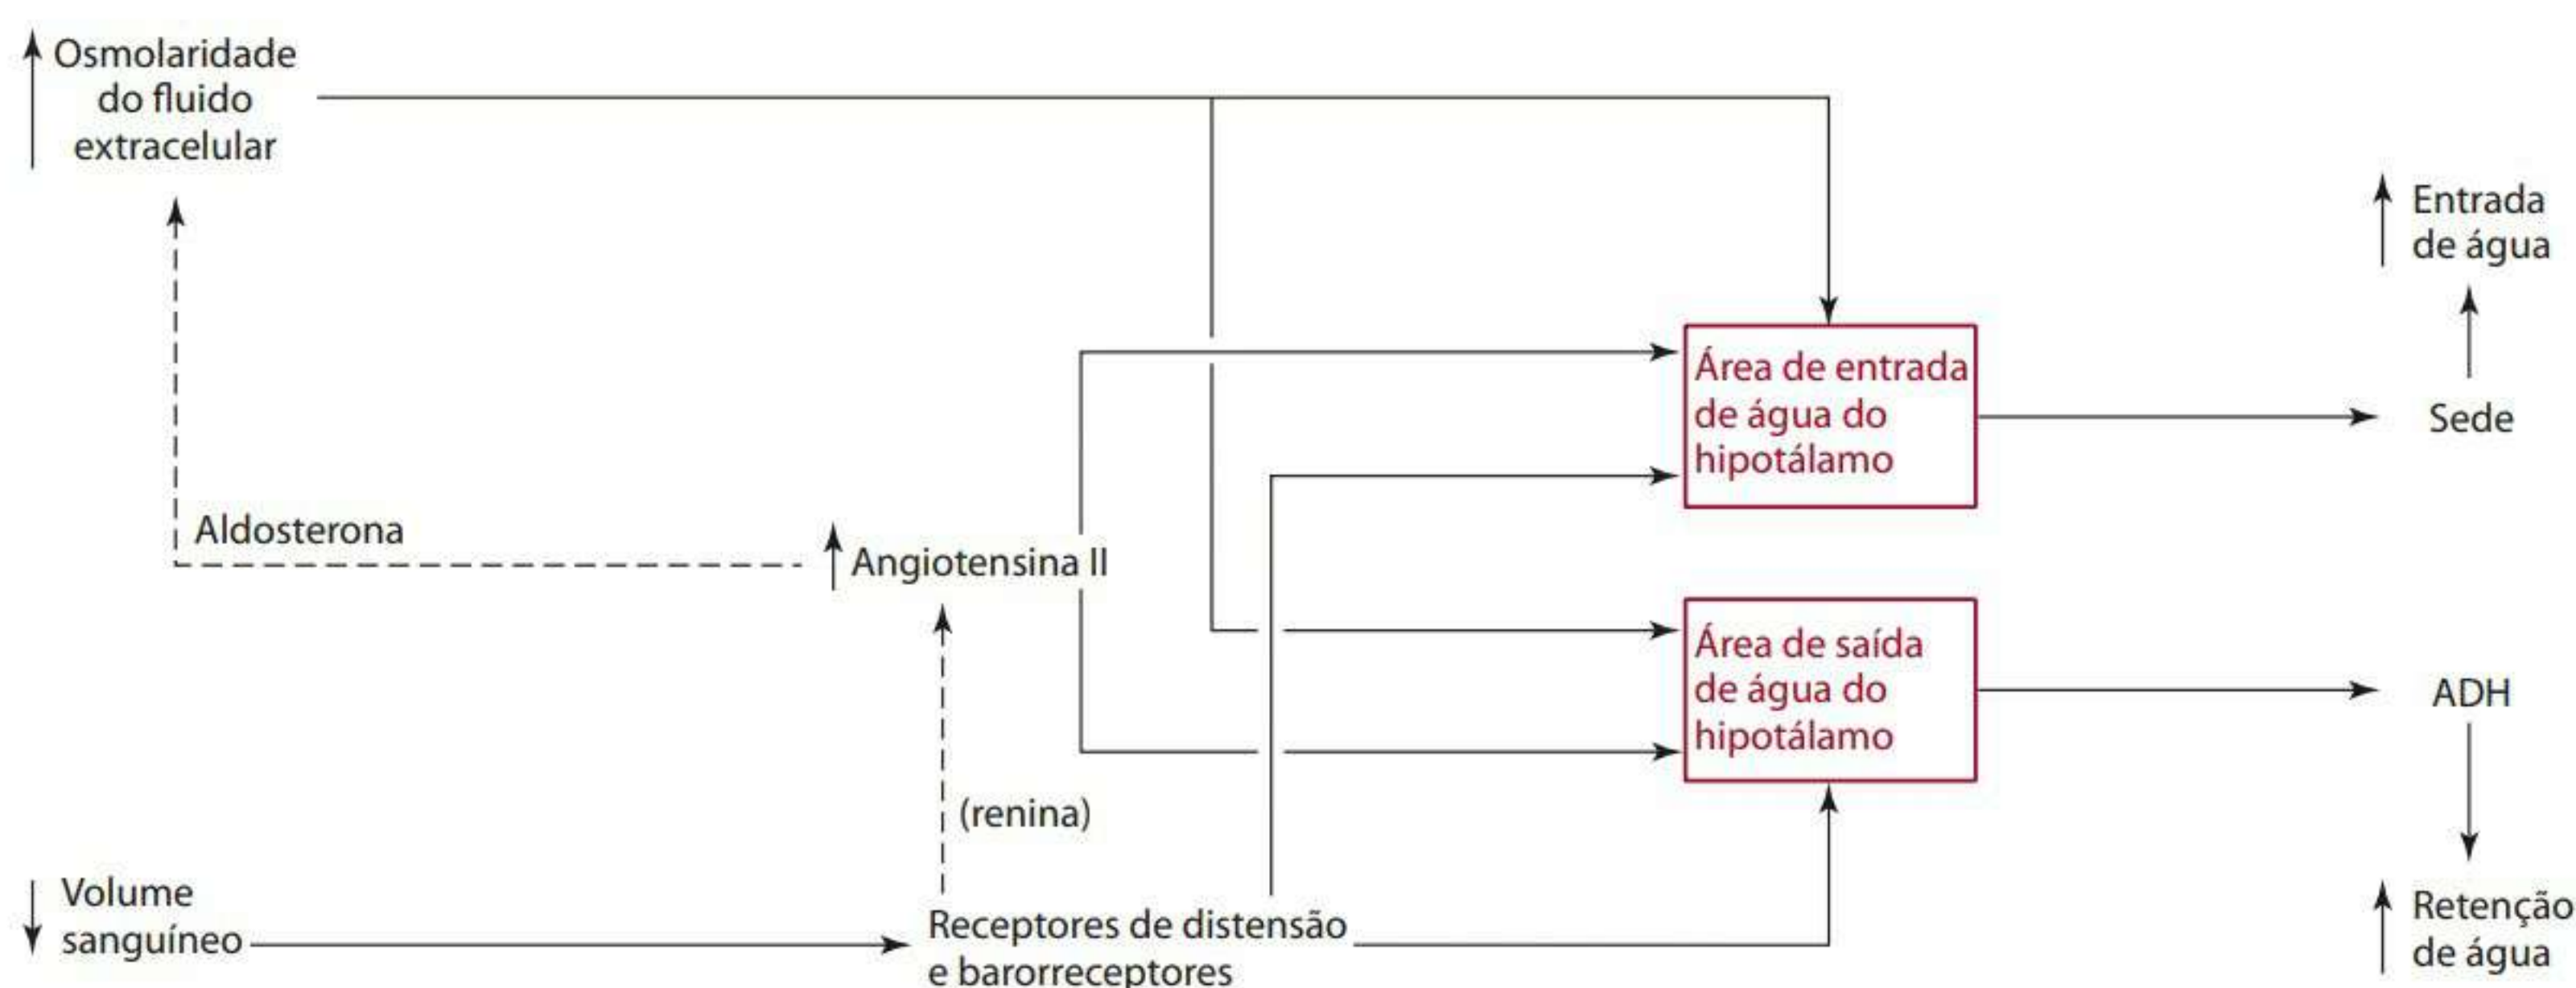 Osmolaridade
do fluido
extracelular
Entrada
de água
Área de entrada
de água do
hipotálamo
Sede
Aldosterona
Angiotensina II
Área de saída
de água do
hipotálamo
ADH
(renina)
Volume
sanguíneo
Receptores de distensão
e barorreceptores
Retenção
de água